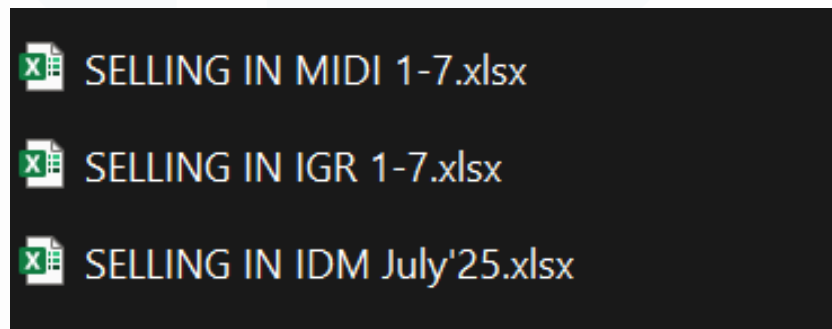 SELLING IN MIDI 1-7.xlsx
SELLING IN IGR 1-7.xlsx
SELLING IN IDM July'25.xlsx